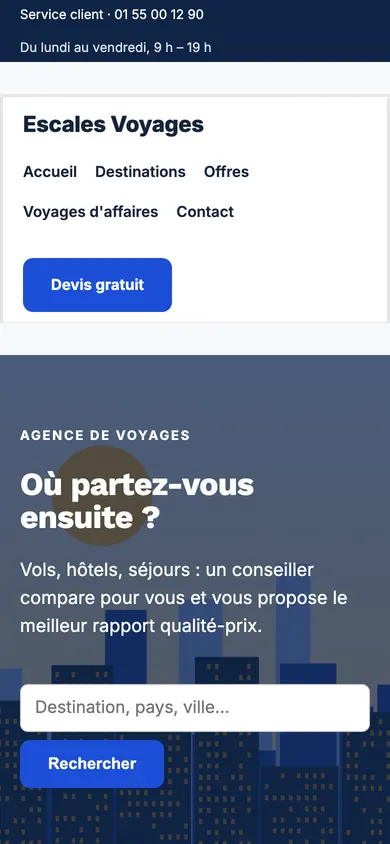 Service client · 01 55 00 12 90
Du lundi au vendredi, 9 h – 19 h
Escales Voyages
Accueil Destinations Offres
Voyages d'affaires Contact
Devis gratuit
AGENCE DE VOYAGES
Où partez-vous
ensuite ?
Vols, hôtels, séjours : un conseiller
compare pour vous et vous propose le
meilleur rapport qualité-prix.
Destination, pays, ville...
Rechercher